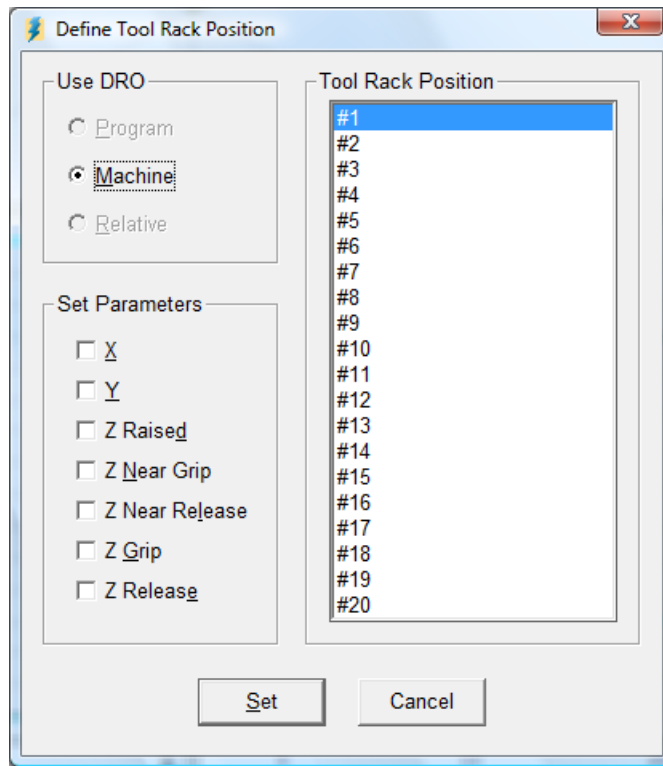 Define Tool Rack Position
Use DRO
Program
Machine
Relative
Set Parameters
X
Y
Z Raised
Z Near Grip
Z Near Release
Z Grip
Z Release
Tool Rack Position
#1
#2
#3
#4
#5
#6
#7
#8
#9
#10
#11
#12
#13
#14
#15
#16
#17
#18
#19
#20
Set
Cancel